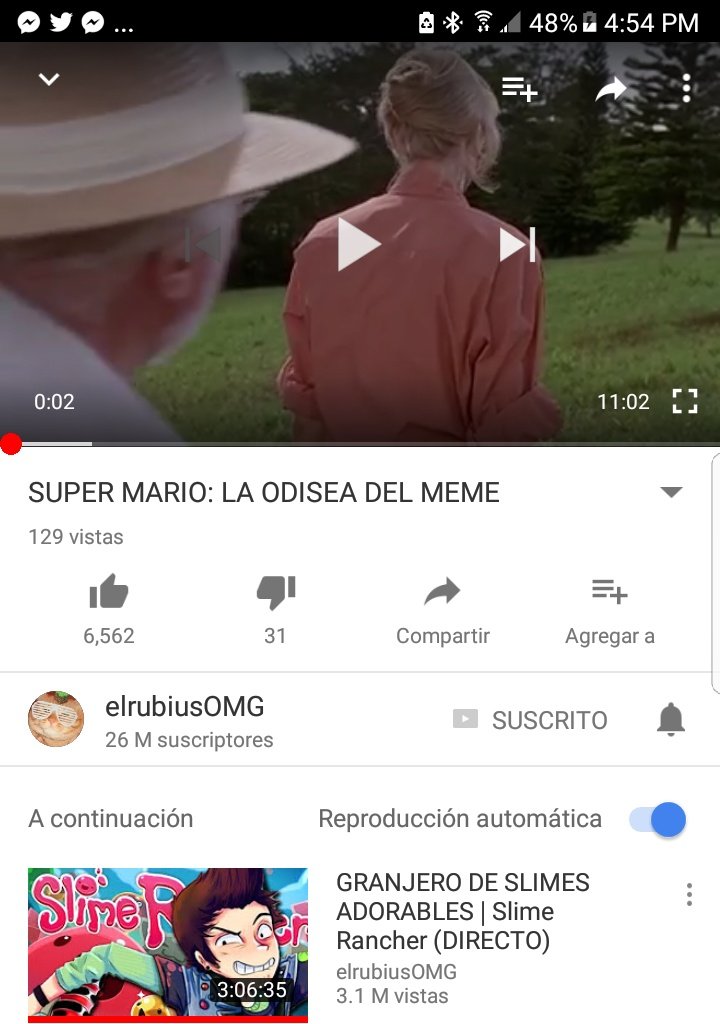 ... 48% 4:54 PM
0:02 11:02
SUPER MARIO: LA ODISEA DEL MEME
129 vistas
6,562 31 Compartir Agregar a
elrubiusOMG
26 M suscriptores
SUSCRITO
A continuación Reproducción automática
Slime Rancher
3:06:35
GRANJERO DE SLIMES
ADORABLES | Slime
Rancher (DIRECTO)
elrubiusOMG
3.1 M vistas